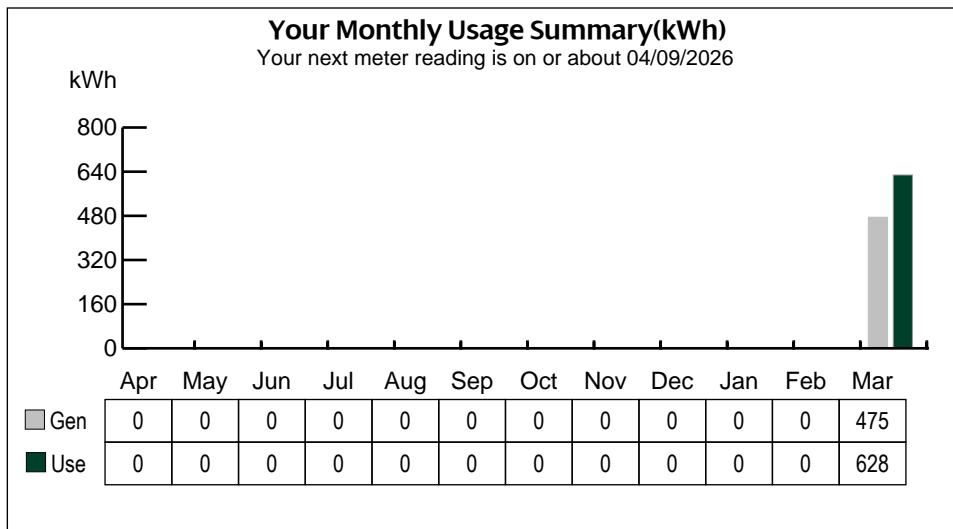 Your Monthly Usage Summary(kWh)
Your next meter reading is on or about 04/09/2026
kWh
800
640
480
320
160
0
Apr May Jun Jul Aug Sep Oct Nov Dec Jan Feb Mar
Gen 0 0 0 0 0 0 0 0 0 0 0 475
Use 0 0 0 0 0 0 0 0 0 0 0 628